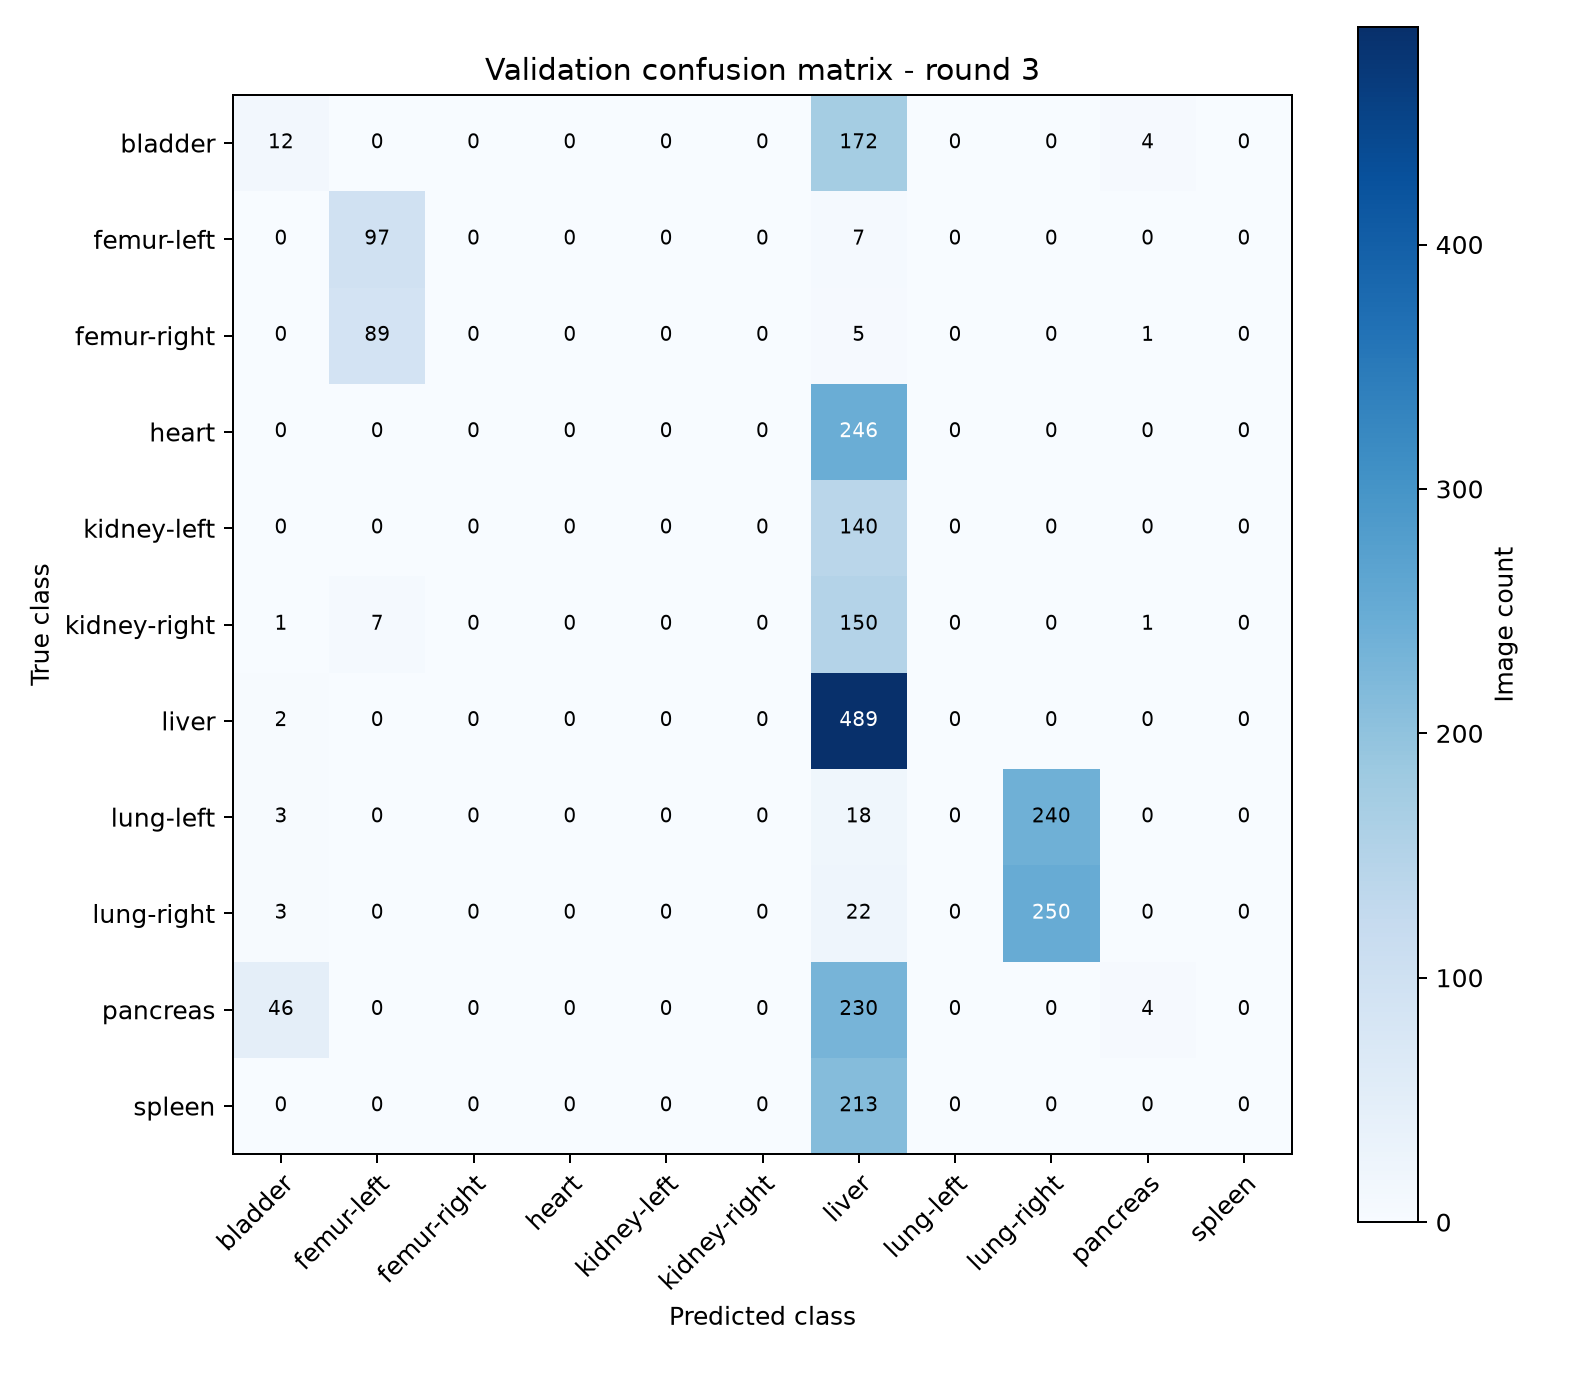 Validation confusion matrix - round 3
bladder 12 0 0 0 0 0 172 0 0 4 0
femur-left 0 97 0 0 0 0 7 0 0 0 0
femur-right 0 89 0 0 0 0 5 0 0 1 0
heart 0 0 0 0 0 0 246 0 0 0 0
kidney-left 0 0 0 0 0 0 140 0 0 0 0
kidney-right 1 7 0 0 0 0 150 0 0 1 0
liver 2 0 0 0 0 0 489 0 0 0 0
lung-left 3 0 0 0 0 0 18 0 240 0 0
lung-right 3 0 0 0 0 0 22 0 250 0 0
pancreas 46 0 0 0 0 0 230 0 0 4 0
spleen 0 0 0 0 0 0 213 0 0 0 0
True class
bladder femur-left femur-right heart kidney-left kidney-right liver lung-left lung-right pancreas spleen
Predicted class
400
300
200
100
0
Image count